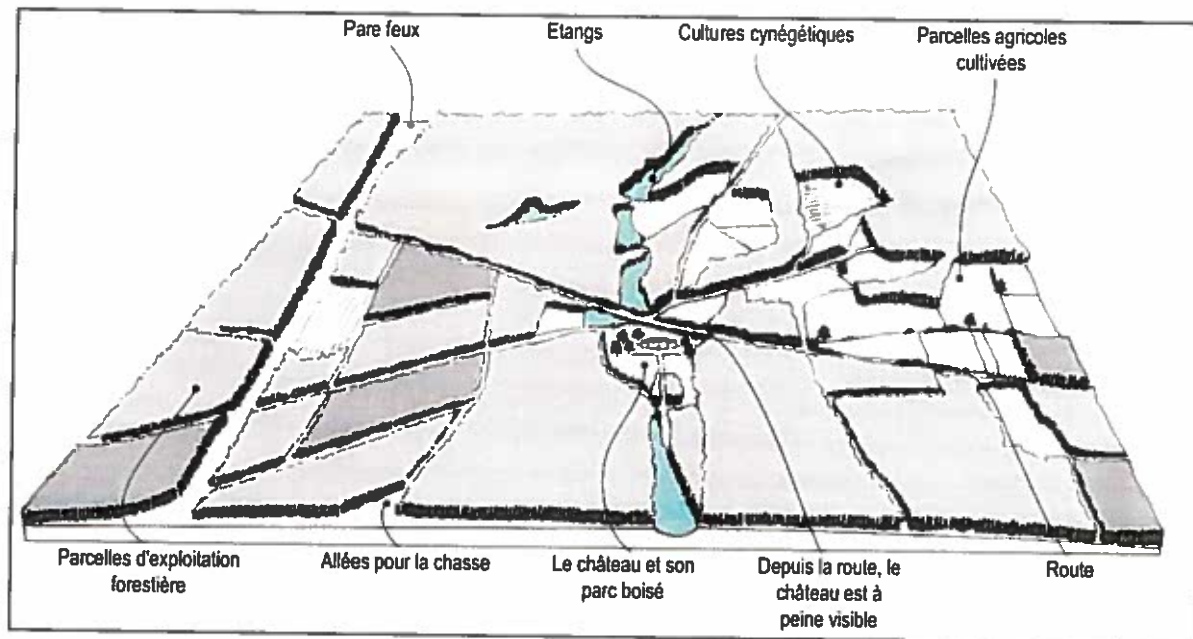 Pare feux
Etangs
Cultures cynégétiques
Parcelles agricoles
cultivées
Parcelles d'exploitation
forestière
Allées pour la chasse
Le château et son
parc boisé
Depuis la route, le
château est à
peine visible
Route